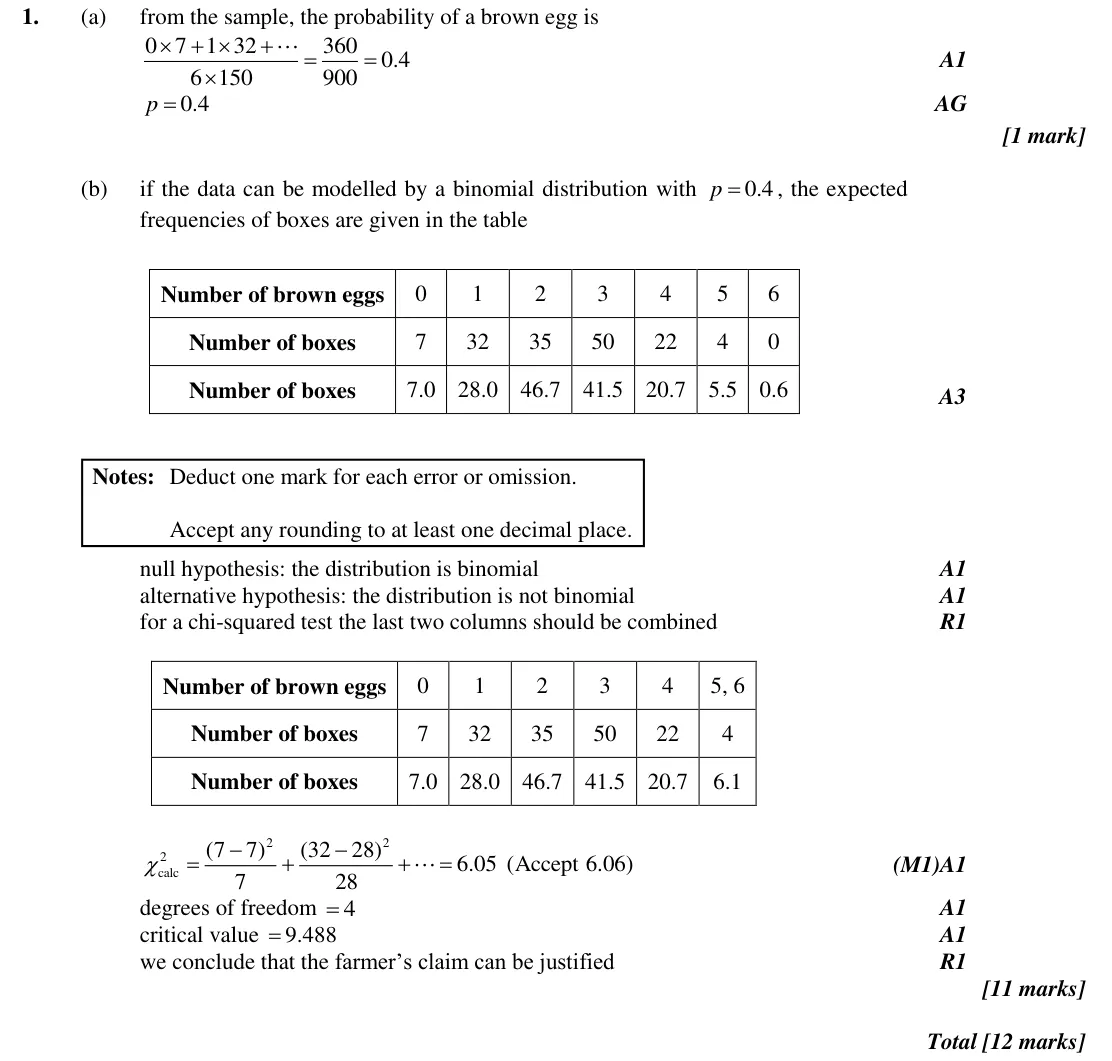 1. (a) from the sample, the probability of a brown egg is
(0×7+1×32+⋯)/(6×150) = 360/900 = 0.4 A1
p = 0.4 AG
[1 mark]
(b) if the data can be modelled by a binomial distribution with p = 0.4, the expected
frequencies of boxes are given in the table
Number of brown eggs 0 1 2 3 4 5 6
Number of boxes 7 32 35 50 22 4 0
Number of boxes 7.0 28.0 46.7 41.5 20.7 5.5 0.6
A3
Notes: Deduct one mark for each error or omission.
Accept any rounding to at least one decimal place.
null hypothesis: the distribution is binomial A1
alternative hypothesis: the distribution is not binomial A1
for a chi-squared test the last two columns should be combined R1
Number of brown eggs 0 1 2 3 4 5, 6
Number of boxes 7 32 35 50 22 4
Number of boxes 7.0 28.0 46.7 41.5 20.7 6.1
χ²calc = (7−7)²/7 + (32−28)²/28 + ⋯ = 6.05 (Accept 6.06) (M1)A1
degrees of freedom = 4 A1
critical value = 9.488 A1
we conclude that the farmer's claim can be justified R1
[11 marks]
Total [12 marks]